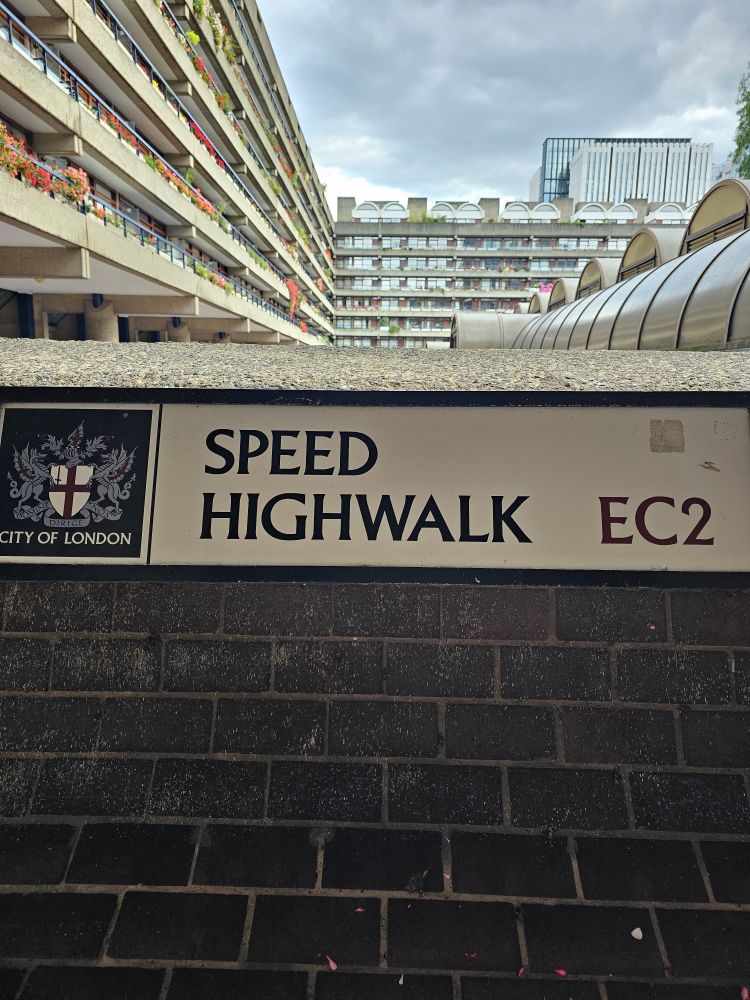 SPEED
HIGHWALK EC2
DIRIGE
CITY OF LONDON